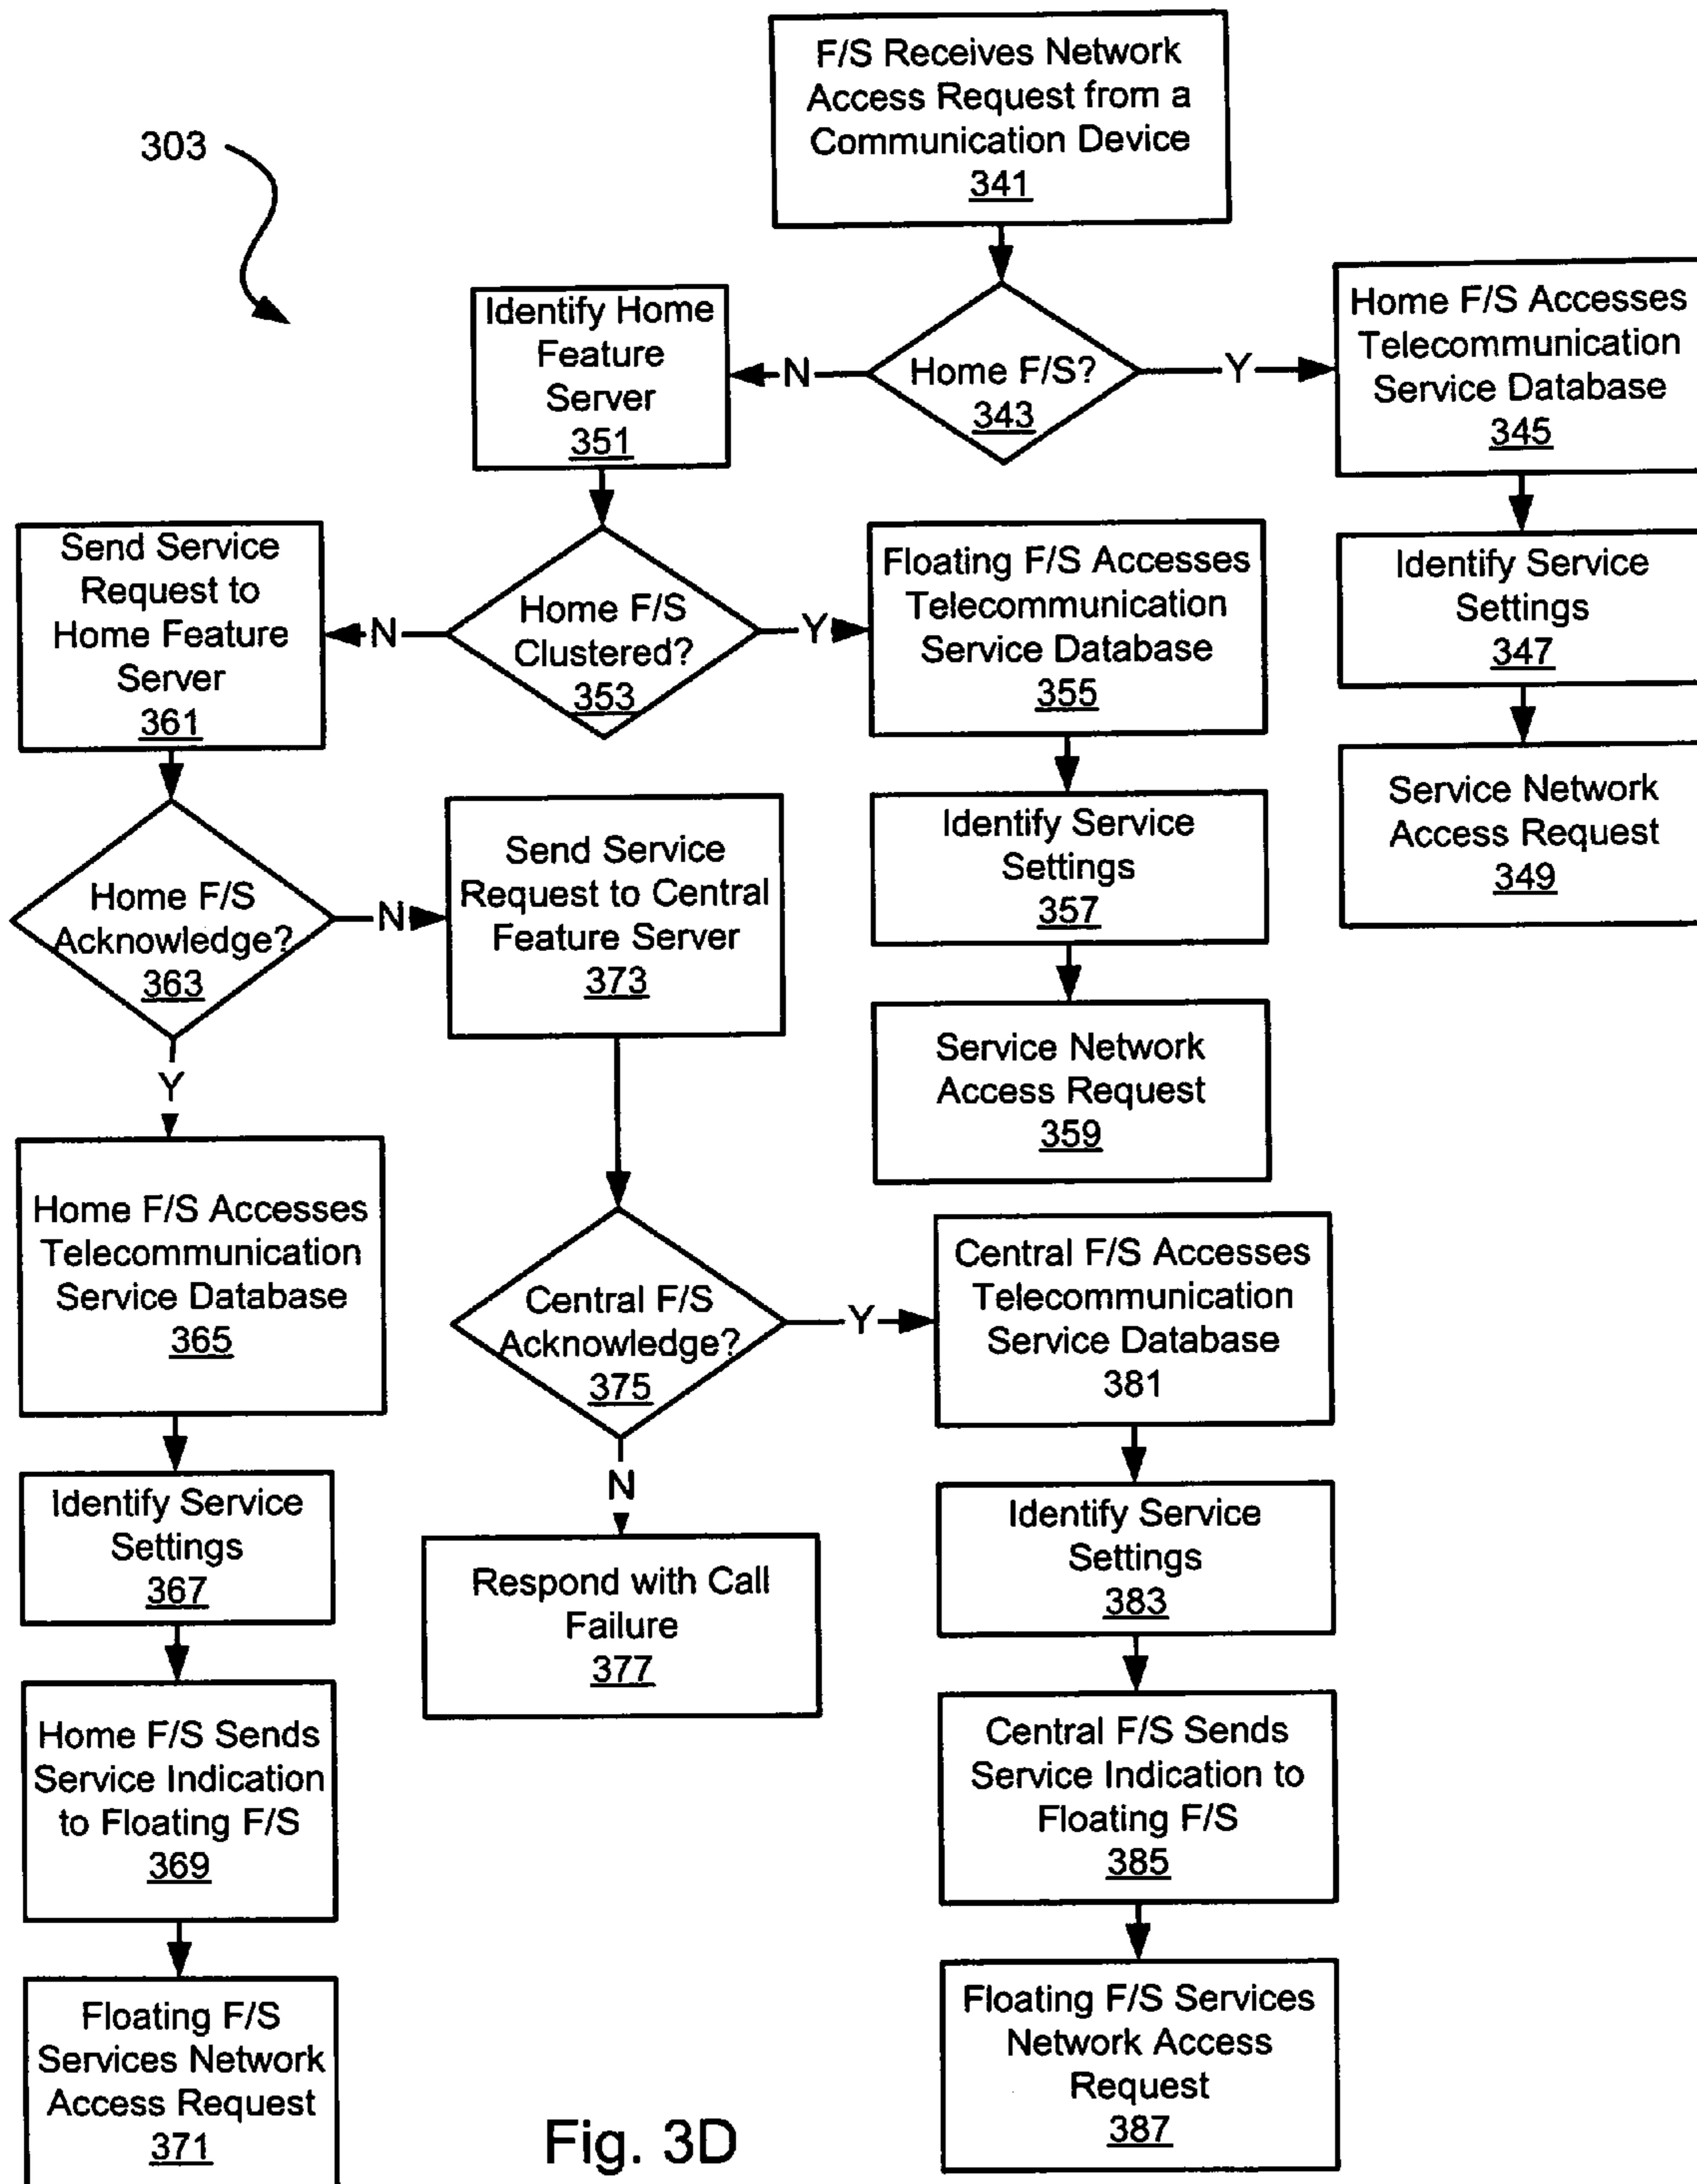 F/S Receives Network
Access Request from a
Communication Device
341
303
Identify Home
Feature
Server
351
N
Home F/S?
343
Y
Home F/S Accesses
Telecommunication
Service Database
345
Send Service
Request to
Home Feature
Server
361
N
Home F/S
Clustered?
353
Y
Floating F/S Accesses
Telecommunication
Service Database
355
Identify Service
Settings
347
Service Network
Access Request
349
Home F/S
Acknowledge?
363
N
Send Service
Request to Central
Feature Server
373
Identify Service
Settings
357
Service Network
Access Request
359
Y
Home F/S Accesses
Telecommunication
Service Database
365
Central F/S
Acknowledge?
375
Y
Central F/S Accesses
Telecommunication
Service Database
381
N
Identify Service
Settings
367
Respond with Call
Failure
377
Identify Service
Settings
383
Home F/S Sends
Service Indication
to Floating F/S
369
Central F/S Sends
Service Indication to
Floating F/S
385
Floating F/S
Services Network
Access Request
371
Floating F/S Services
Network Access
Request
387
Fig. 3D